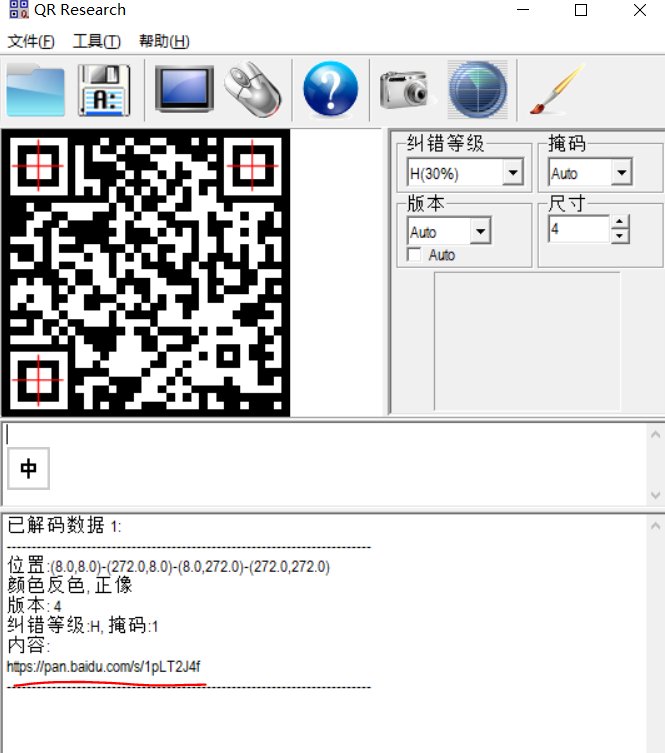 QR Research
文件(F) 工具(T) 帮助(H)
A:
纠错等级
掩码
H(30%)
Auto
版本
尺寸
Auto
4
Auto
中
已解码数据 1:
位置:(8.0,8.0)-(272.0,8.0)-(8.0,272.0)-(272.0,272.0)
颜色反色, 正像
版本: 4
纠错等级:H, 掩码:1
内容:
https://pan.baidu.com/s/1pLT2J4f